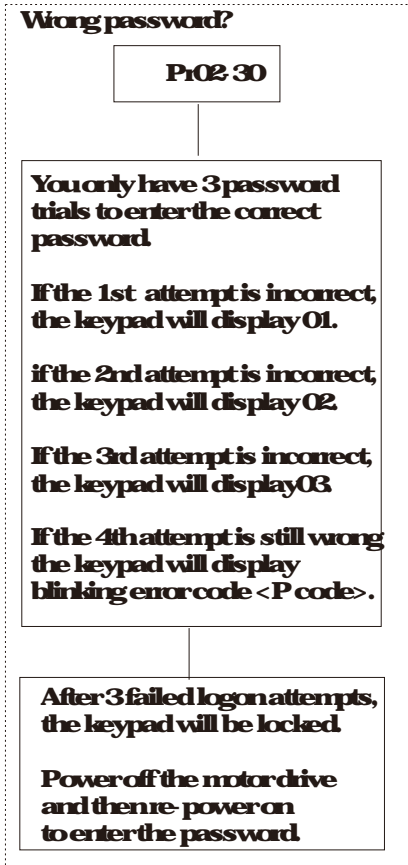 Wrong password?
Pr02-30
You only have 3 password
trials to enter the correct
password.
If the 1st attempt is incorrect,
the keypad will display 01.
if the 2nd attempt is incorrect,
the keypad will display 02.
If the 3rd attempt is incorrect,
the keypad will display03.
If the 4th attempt is still wrong
the keypad will display
blinking error code <P code>.
After 3 failed logon attempts,
the keypad will be locked.
Power off the motor drive
and then re-power on
to enter the password.